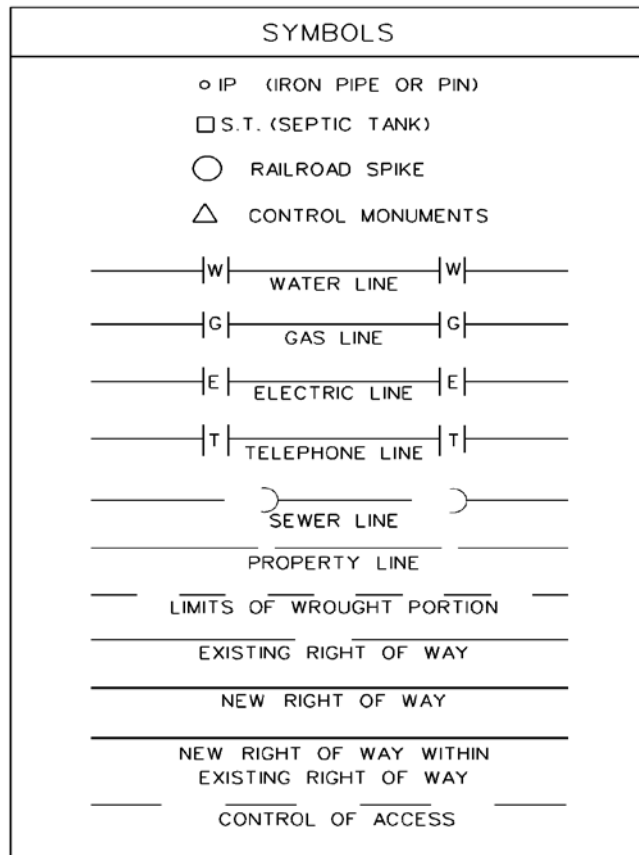 SYMBOLS
IP (IRON PIPE OR PIN)
S.T. (SEPTIC TANK)
RAILROAD SPIKE
CONTROL MONUMENTS
W W
WATER LINE
G G
GAS LINE
E E
ELECTRIC LINE
T T
TELEPHONE LINE
SEWER LINE
PROPERTY LINE
LIMITS OF WROUGHT PORTION
EXISTING RIGHT OF WAY
NEW RIGHT OF WAY
NEW RIGHT OF WAY WITHIN
EXISTING RIGHT OF WAY
CONTROL OF ACCESS